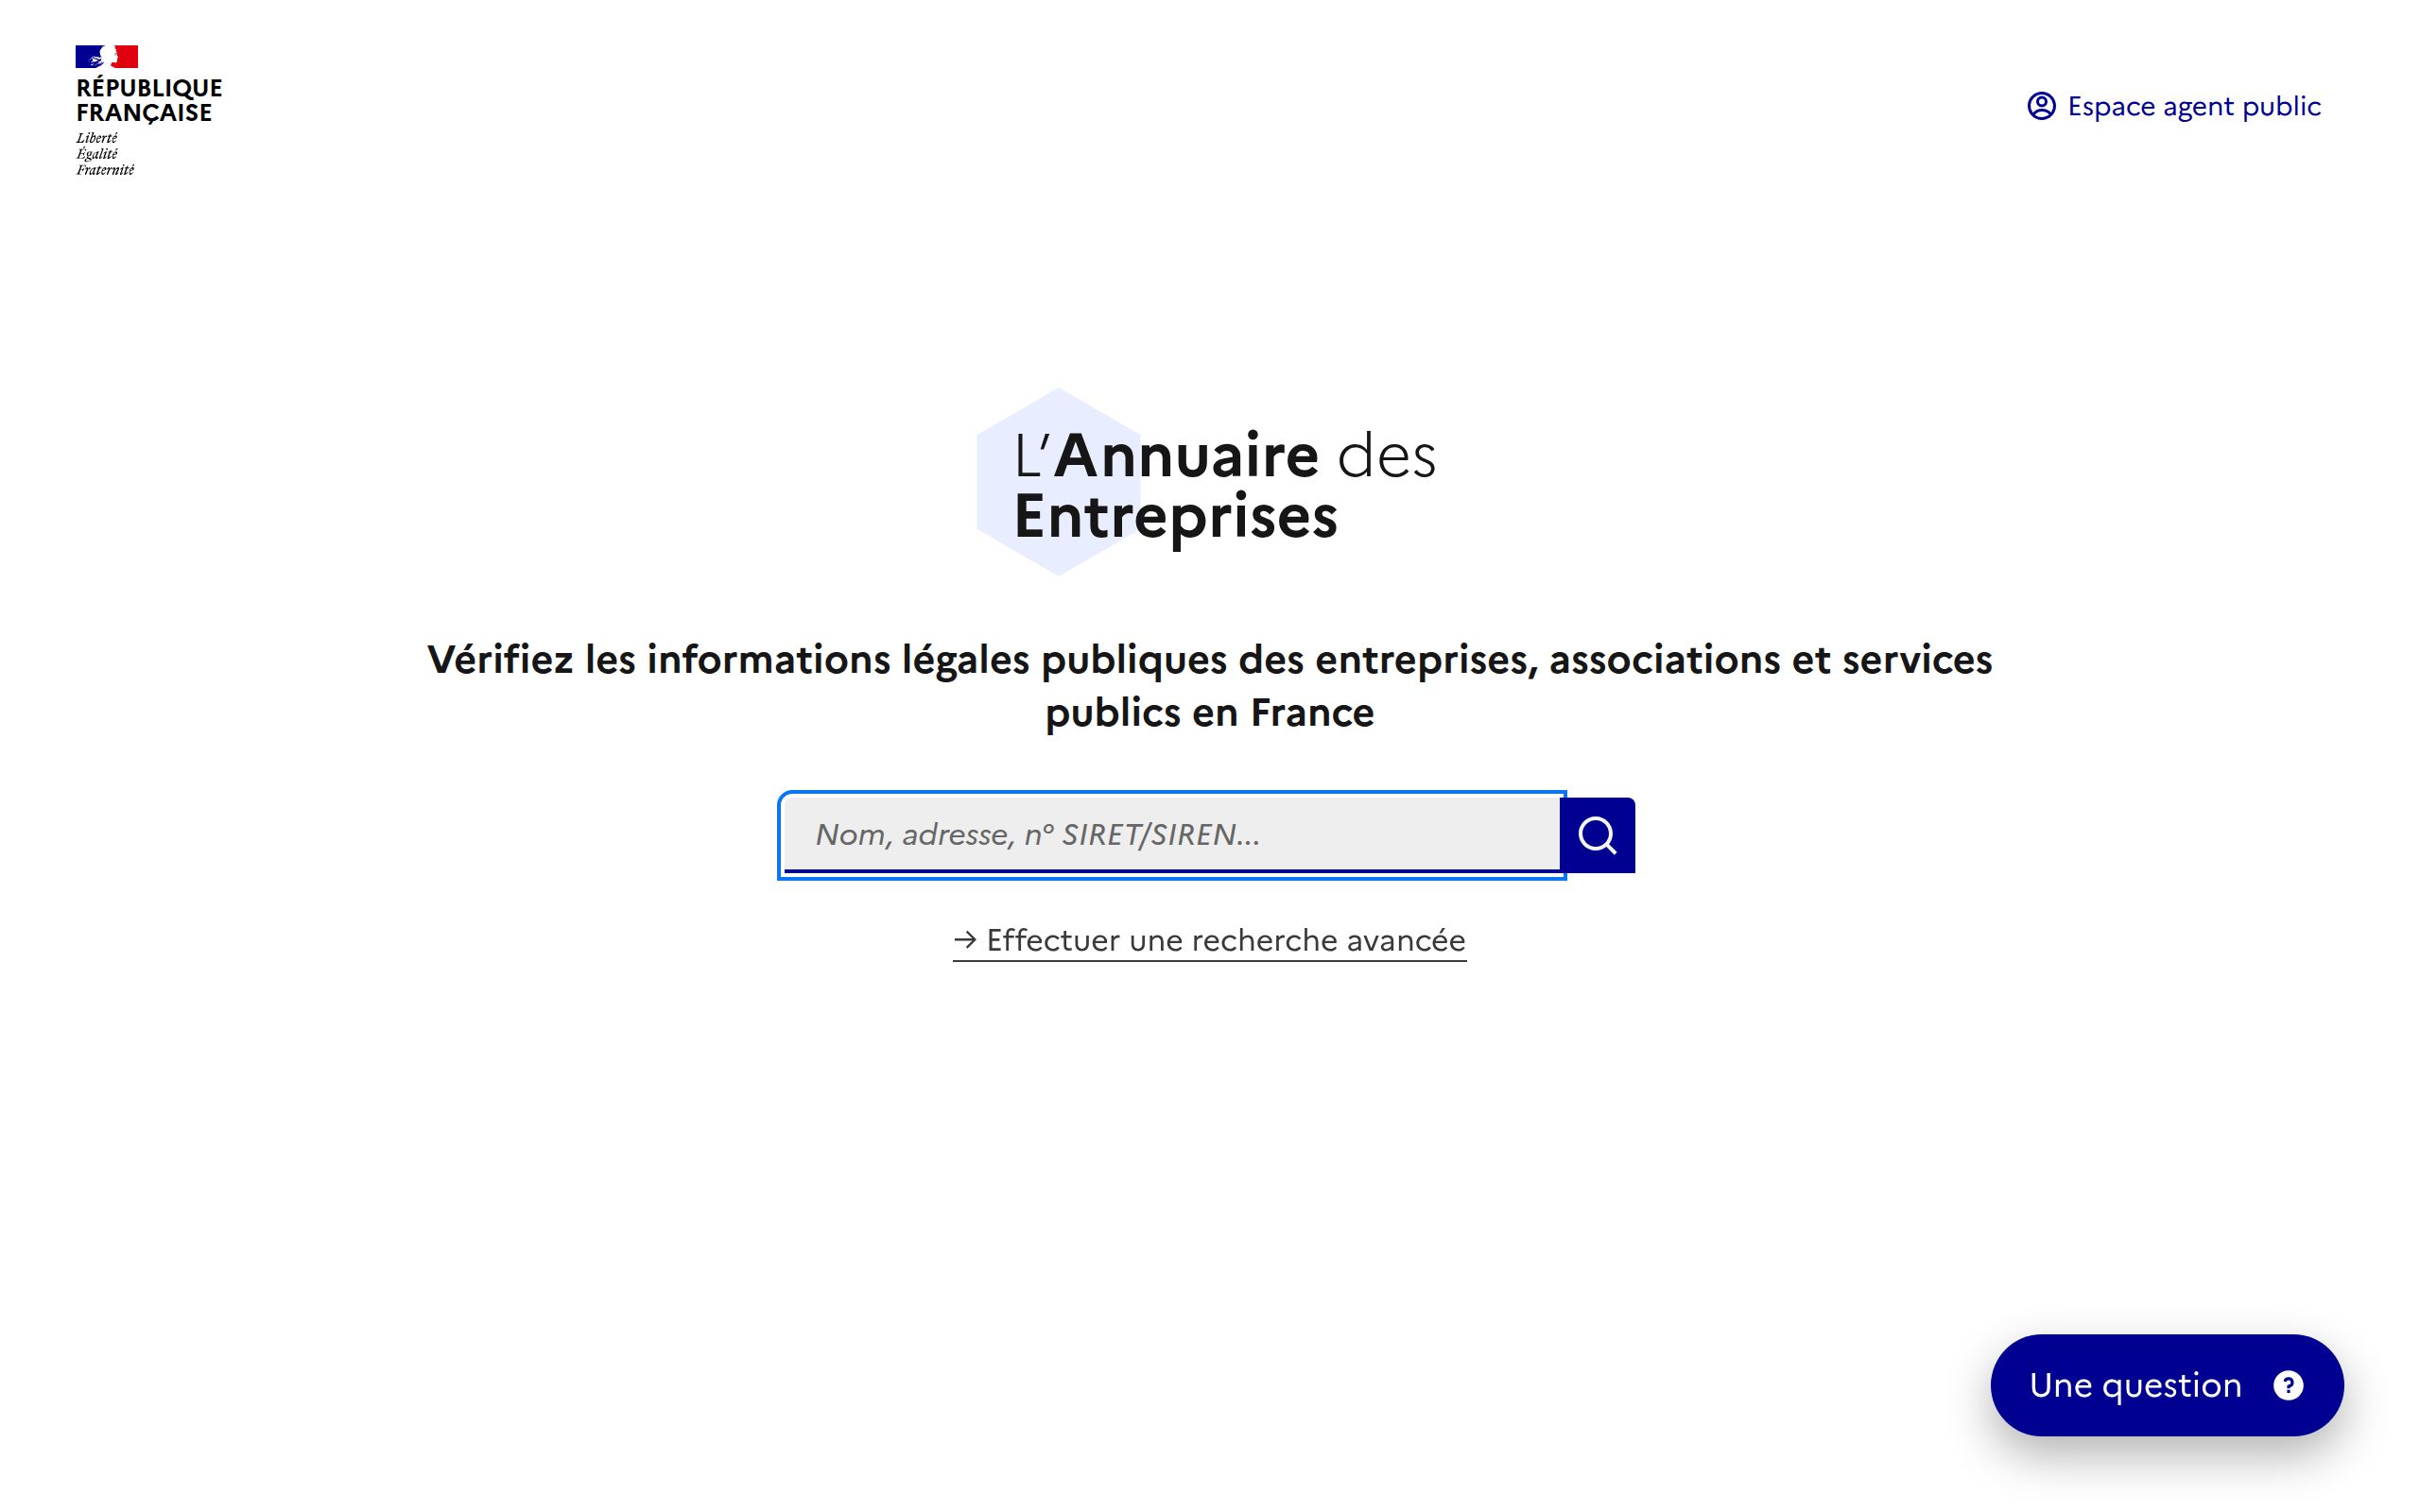 RÉPUBLIQUE
FRANÇAISE
Liberté
Égalité
Fraternité
Espace agent public
L’Annuaire des
Entreprises
Vérifiez les informations légales publiques des entreprises, associations et services
publics en France
Nom, adresse, n° SIRET/SIREN...
→ Effectuer une recherche avancée
Une question ?